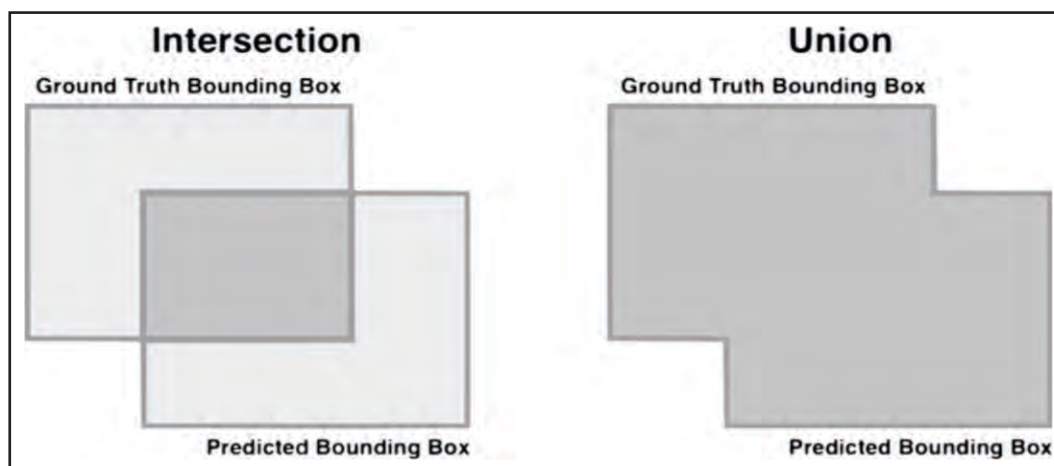 Intersection
Ground Truth Bounding Box
Predicted Bounding Box
Union
Ground Truth Bounding Box
Predicted Bounding Box